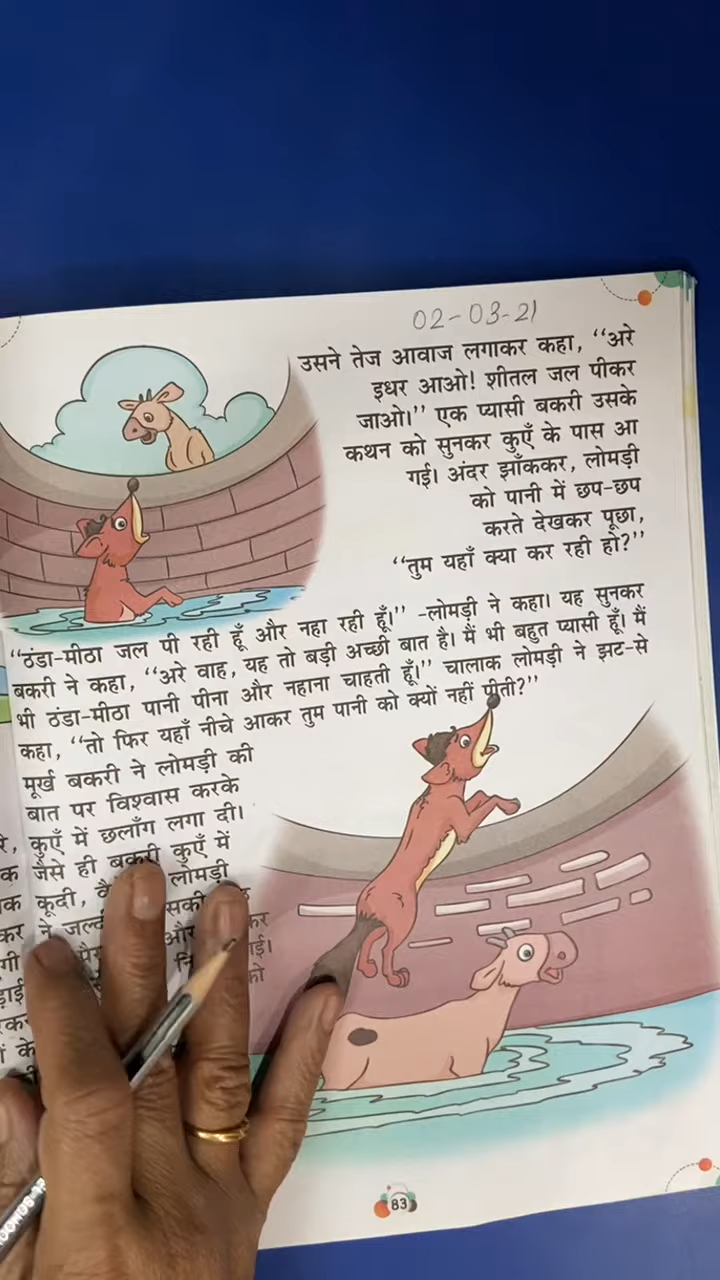 02-03-21
उसने तेज आवाज लगाकर कहा, “अरे
इधर आओ! शीतल जल पीकर
जाओ।” एक प्यासी बकरी उसके
कथन को सुनकर कुएँ के पास आ
गई। अंदर झाँककर, लोमड़ी
को पानी में छप-छप
करते देखकर पूछा,
“तुम यहाँ क्या कर रही हो?”
“ठंडा-मीठा जल पी रही हूँ और नहा रही हूँ।” -लोमड़ी ने कहा। यह सुनकर
बकरी ने कहा, “अरे वाह, यह तो बड़ी अच्छी बात है। मैं भी बहुत प्यासी हूँ। मैं
भी ठंडा-मीठा पानी पीना और नहाना चाहती हूँ।” चालाक लोमड़ी ने झट-से
कहा, “तो फिर यहाँ नीचे आकर तुम पानी को क्यों नहीं पीती?”
मूर्ख बकरी ने लोमड़ी की
बात पर विश्वास करके
कुएँ में छलाँग लगा दी।
जैसे ही बकरी कुएँ में
कूदी, लोमड़ी
ने
83